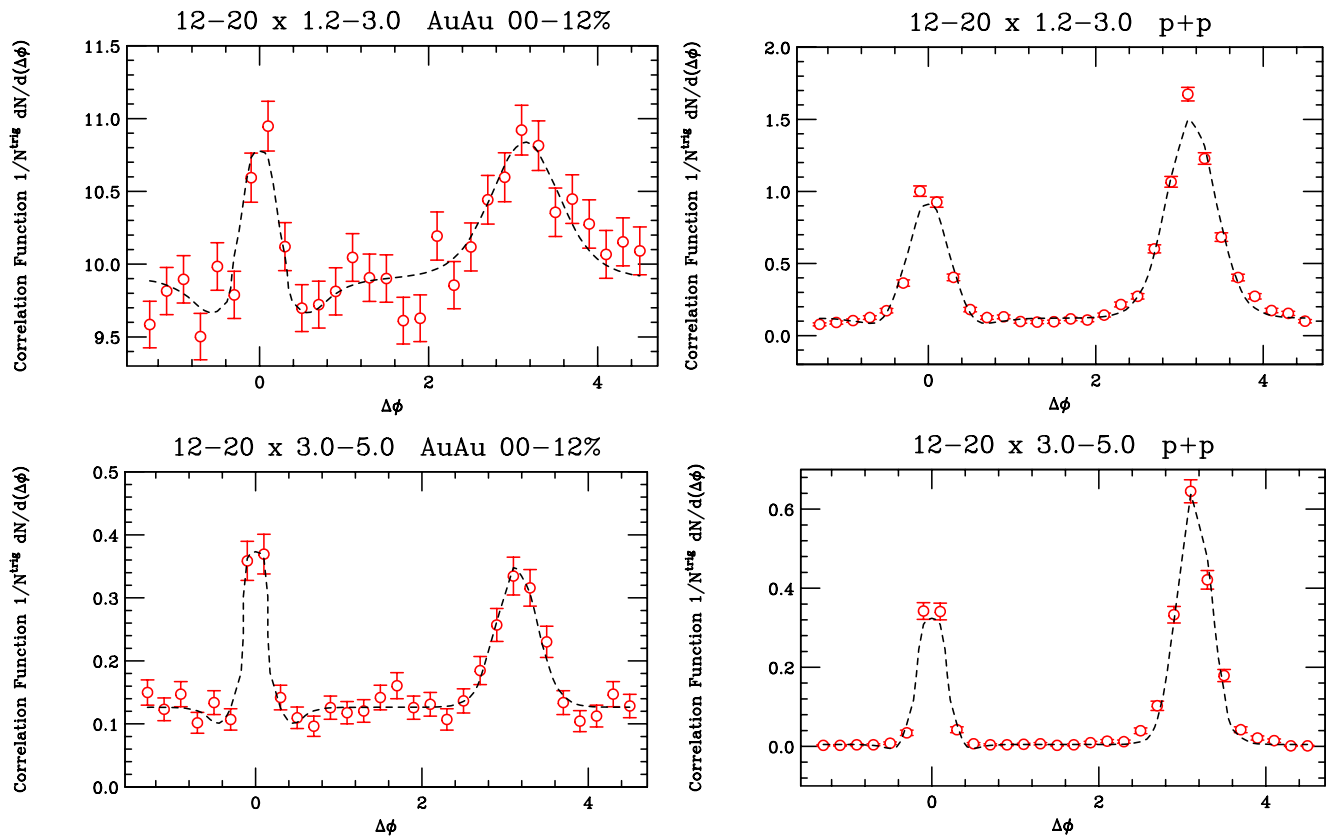 12−20 x 1.2−3.0 AuAu 00−12%
Correlation Function 1/N^trig dN/d(Δϕ)
11.5
11.0
10.5
10.0
9.5
0 2 4
Δϕ
12−20 x 1.2−3.0 p+p
Correlation Function 1/N^trig dN/d(Δϕ)
2.0
1.5
1.0
0.5
0.0
0 2 4
Δϕ
12−20 x 3.0−5.0 AuAu 00−12%
Correlation Function 1/N^trig dN/d(Δϕ)
0.5
0.4
0.3
0.2
0.1
0.0
0 2 4
Δϕ
12−20 x 3.0−5.0 p+p
Correlation Function 1/N^trig dN/d(Δϕ)
0.6
0.4
0.2
0.0
0 2 4
Δϕ